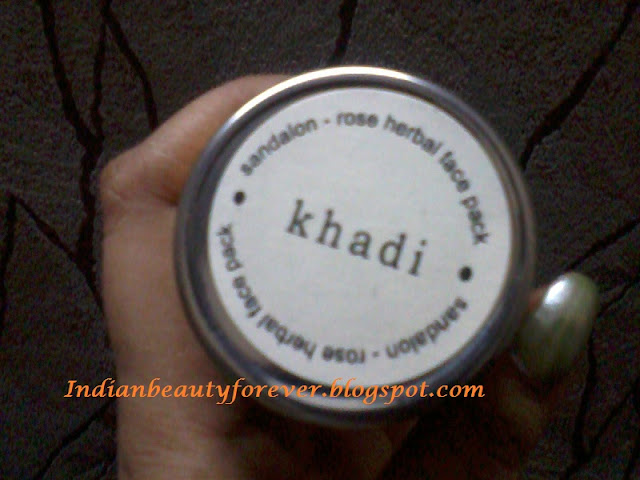 sandalon - rose herbal face pack
khadi
sandalon - rose herbal face pack
Indianbeautyforever.blogspot.com